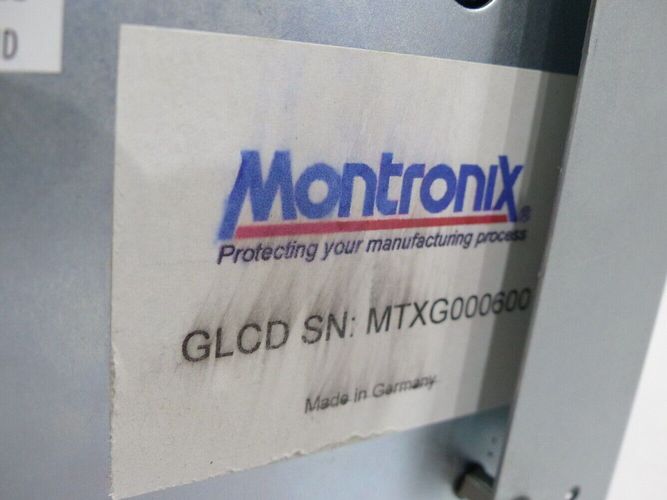 D
Montronix®
Protecting your manufacturing process
GLCD SN: MTXG000600
Made in Germany